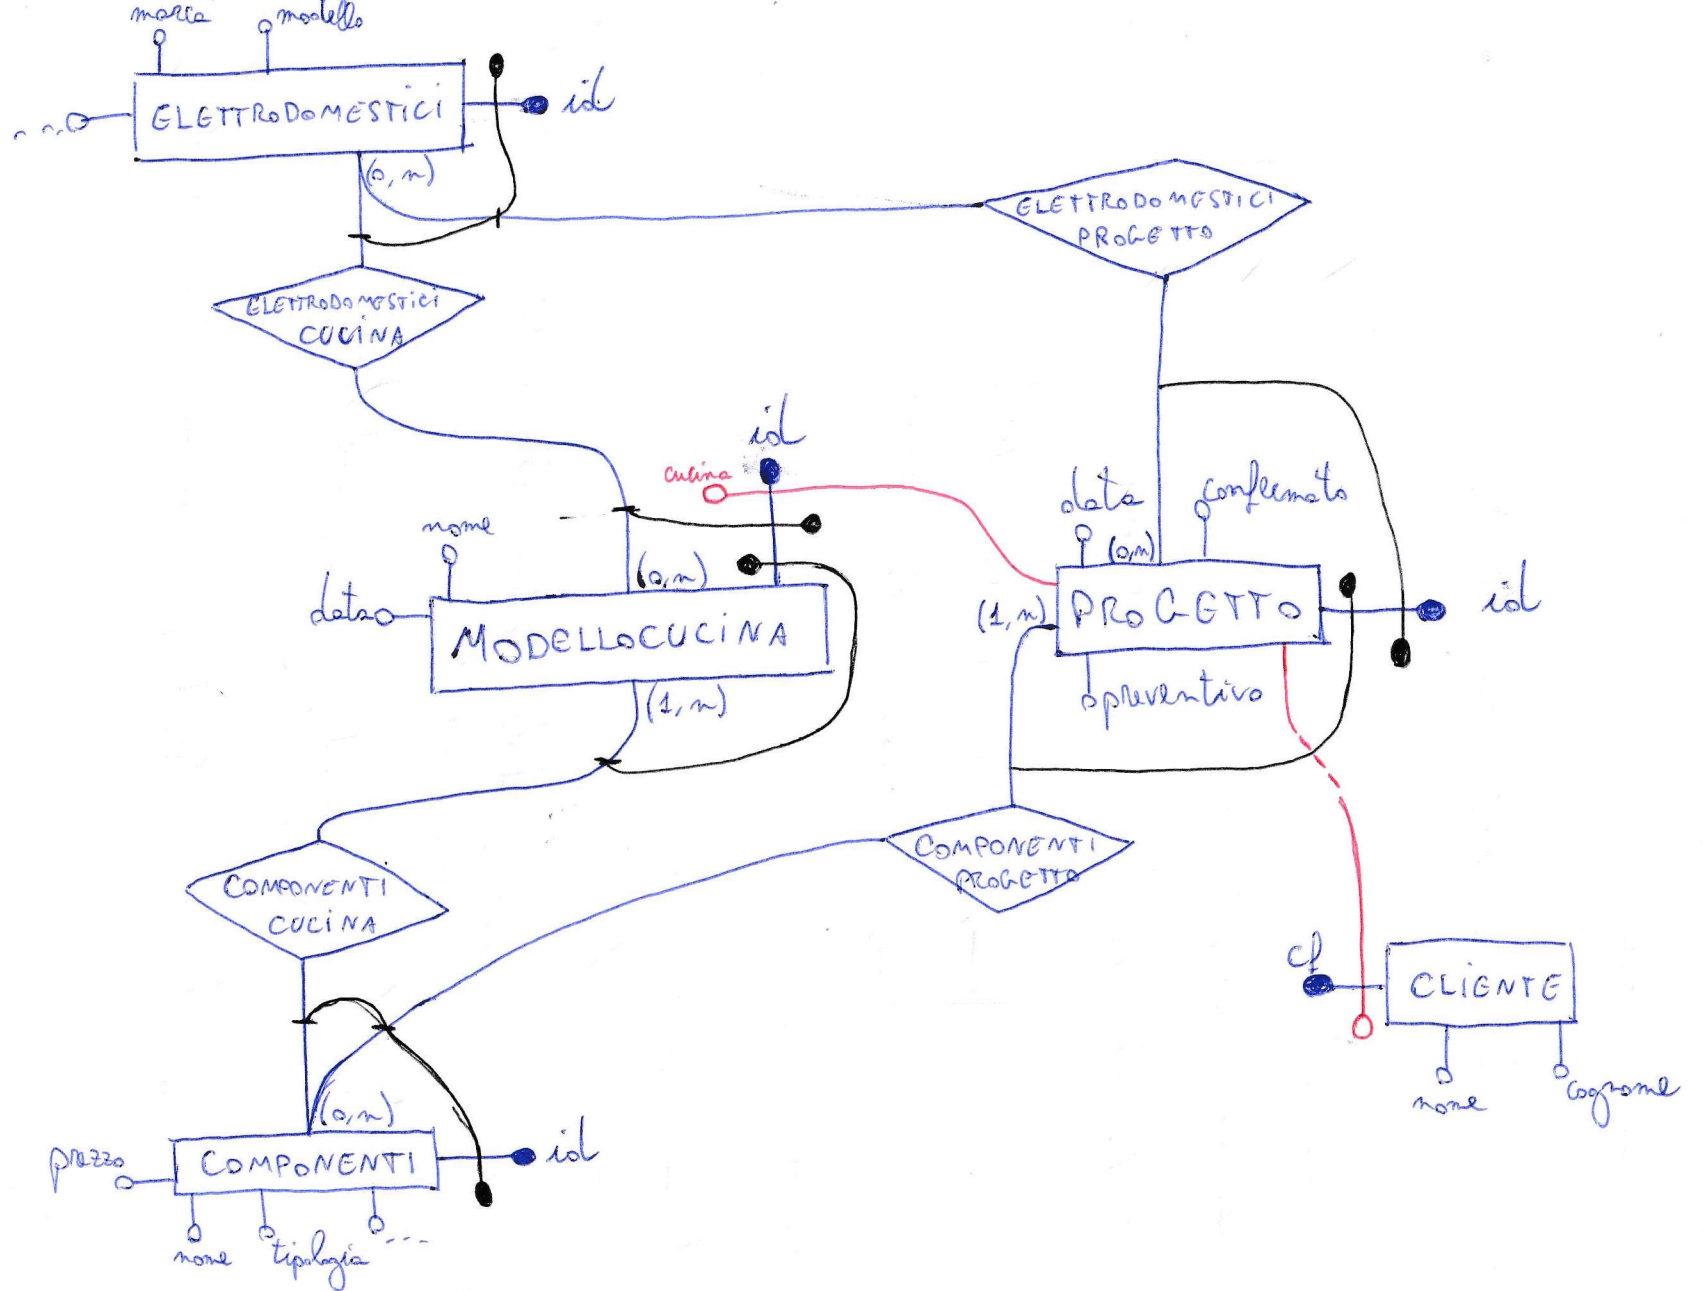 marca
modello
id
ELETTRODOMESTICI
(0,n)
ELETTRODOMESTICI
PROGETTO
ELETTRODOMESTICI
CUCINA
id
cucina
data
confermato
nome
(0,n)
(0,n)
data
(1,n)
PROGETTO
id
MODELLOCUCINA
(1,n)
preventivo
COMPONENTI
PROGETTO
COMPONENTI
CUCINA
cf
CLIENTE
nome
cognome
(0,n)
prezzo
COMPONENTI
id
nome
tipologia